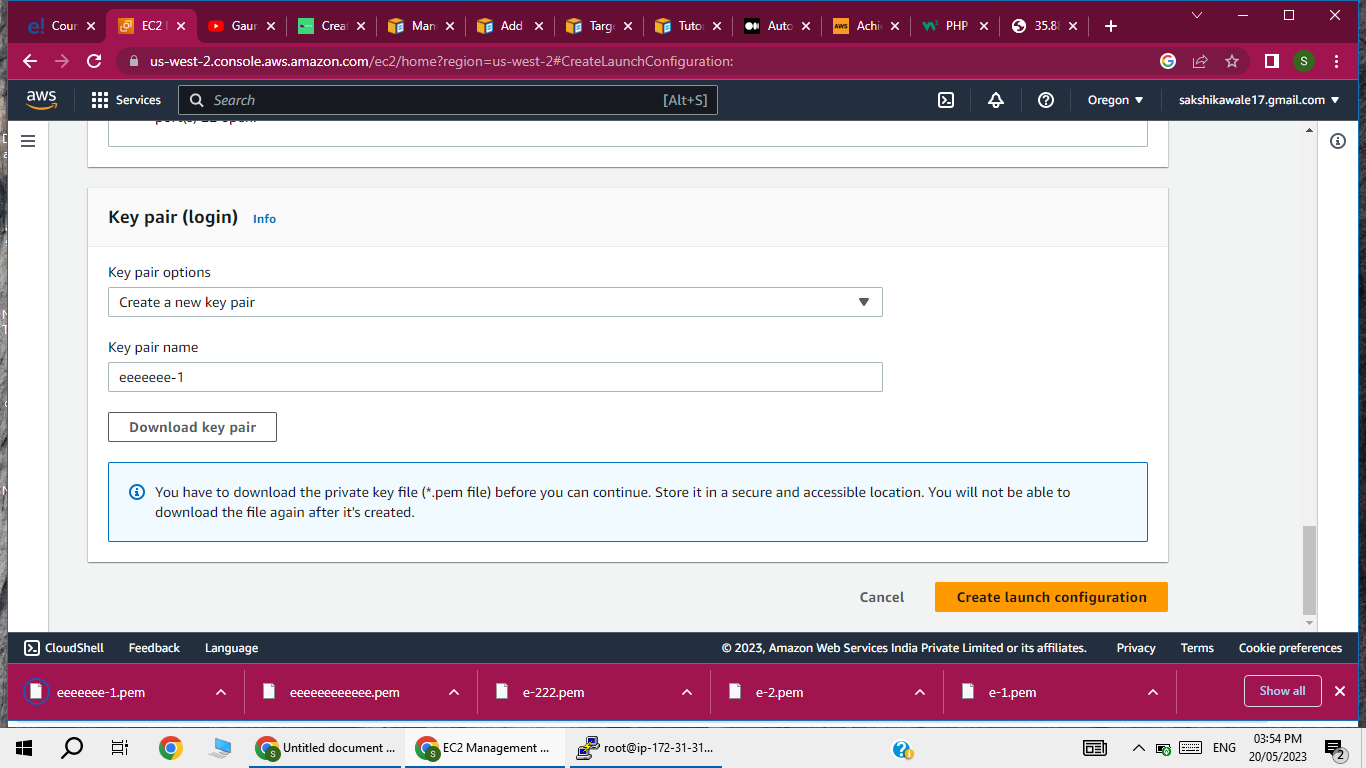 e! Cour
EC2
Gaur
Creat
Man
Add
Targ
Tuto
Auto
AWS Achi
PHP
35.8
us-west-2.console.aws.amazon.com/ec2/home?region=us-west-2#CreateLaunchConfiguration:
G
S
aws
Services
Search
[Alt+S]
Oregon
sakshikawale17.gmail.com
Key pair (login) Info
Key pair options
Create a new key pair
Key pair name
eeeeeee-1
Download key pair
You have to download the private key file (*.pem file) before you can continue. Store it in a secure and accessible location. You will not be able to
download the file again after it's created.
Cancel
Create launch configuration
CloudShell
Feedback
Language
© 2023, Amazon Web Services India Private Limited or its affiliates.
Privacy
Terms
Cookie preferences
eeeeeee-1.pem
eeeeeeeeeeee.pem
e-222.pem
e-2.pem
e-1.pem
Show all
S
Untitled document ...
S
EC2 Management ...
root@ip-172-31-31...
ENG
03:54 PM
20/05/2023
2